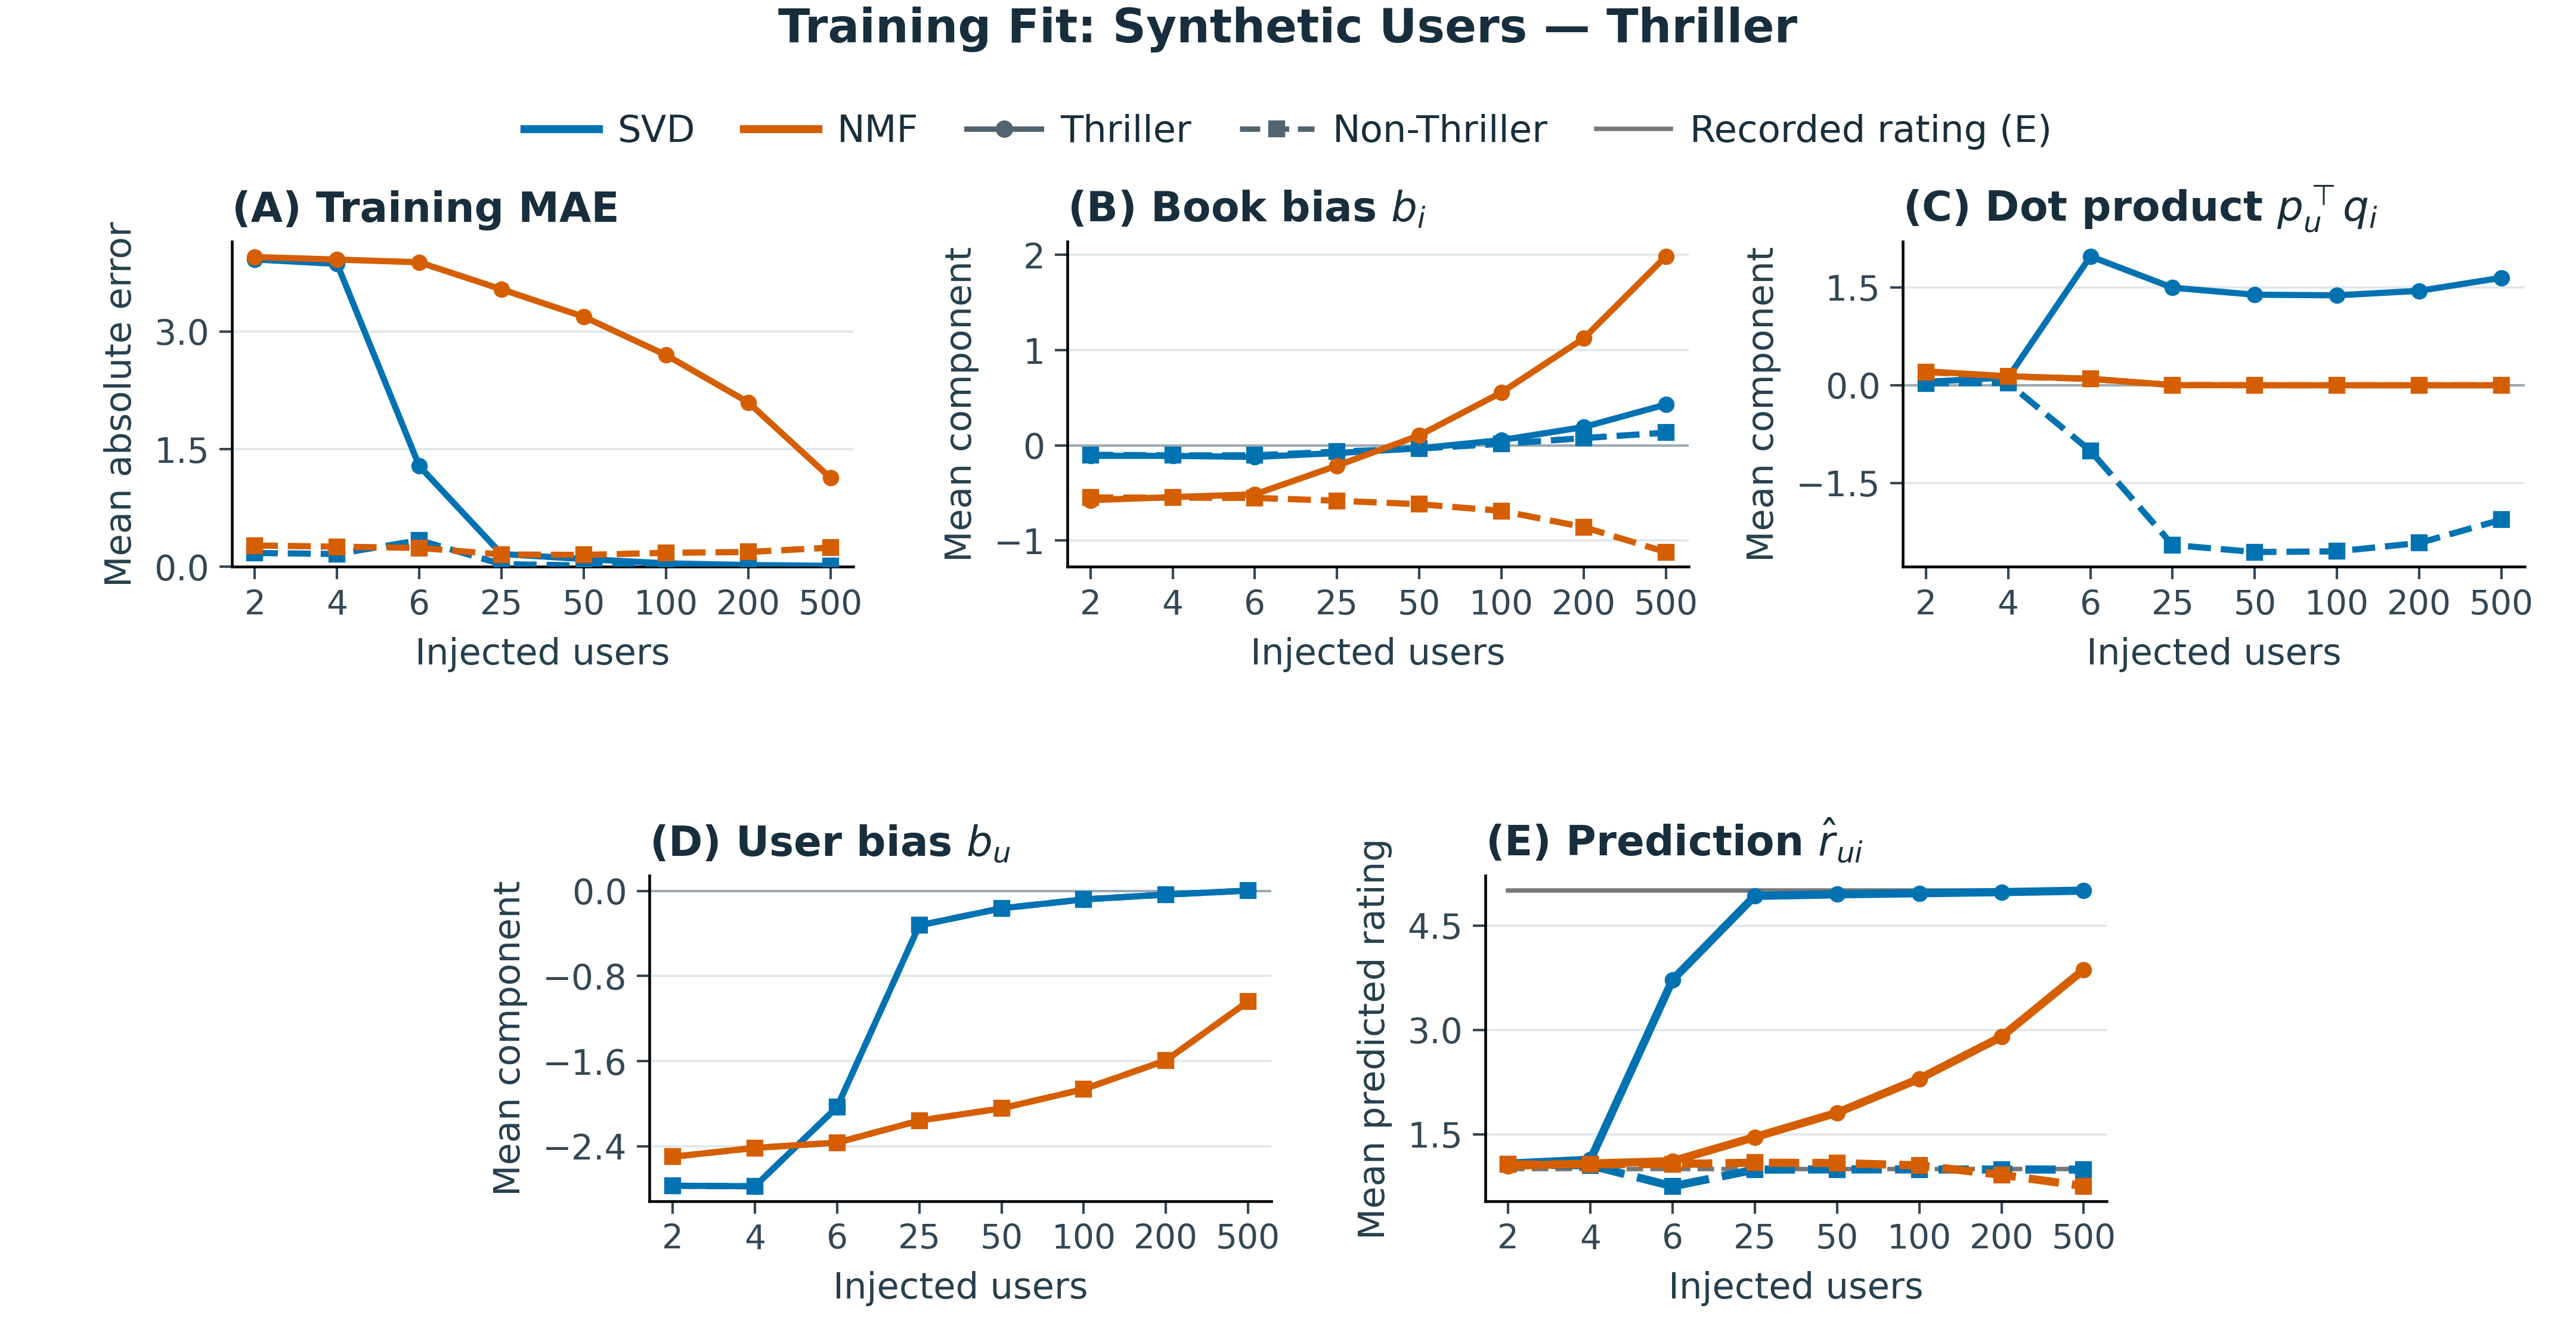 Training Fit: Synthetic Users — Thriller
SVD NMF Thriller Non-Thriller Recorded rating (E)
(A) Training MAE
Mean absolute error
3.0
1.5
0.0
2 4 6 25 50 100 200 500
Injected users
(B) Book bias b_i
Mean component
2
1
0
−1
2 4 6 25 50 100 200 500
Injected users
(C) Dot product p_u^⊤ q_i
Mean component
1.5
0.0
−1.5
2 4 6 25 50 100 200 500
Injected users
(D) User bias b_u
Mean component
0.0
−0.8
−1.6
−2.4
2 4 6 25 50 100 200 500
Injected users
(E) Prediction r̂_ui
Mean predicted rating
4.5
3.0
1.5
2 4 6 25 50 100 200 500
Injected users